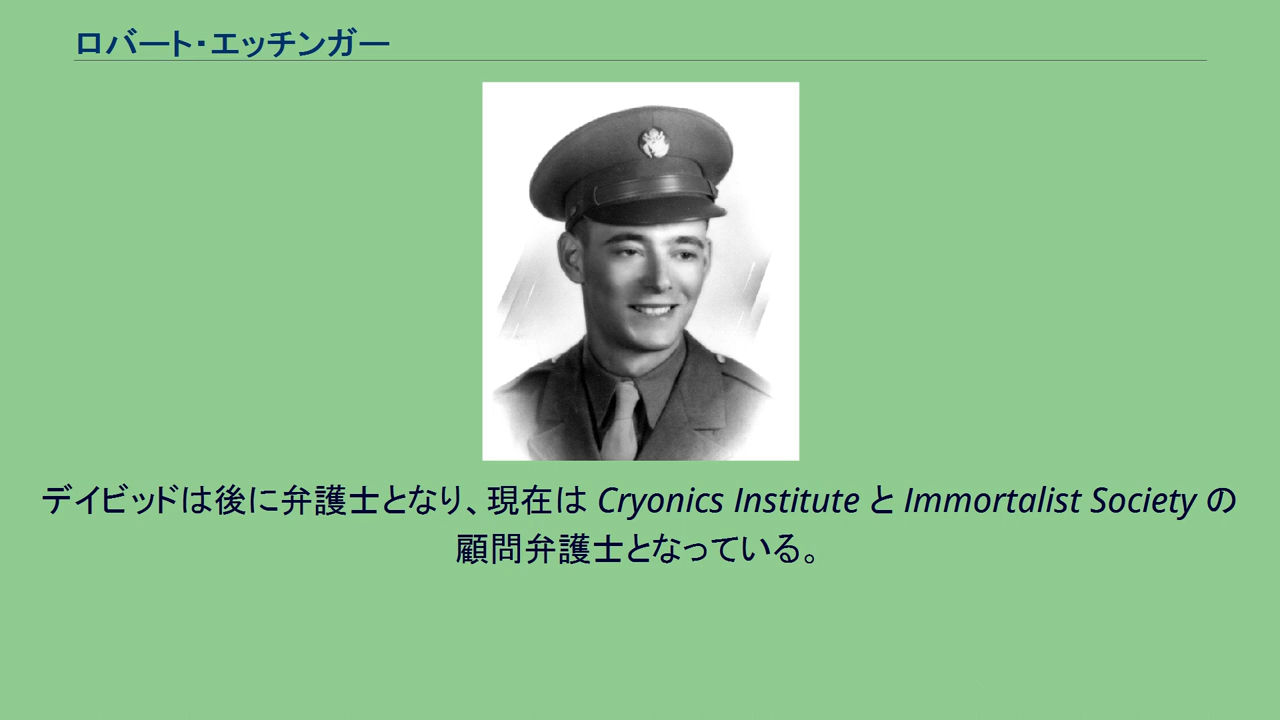 ロバート・エッチンガー
デイビッドは後に弁護士となり、現在は Cryonics Institute と Immortalist Society の
顧問弁護士となっている。